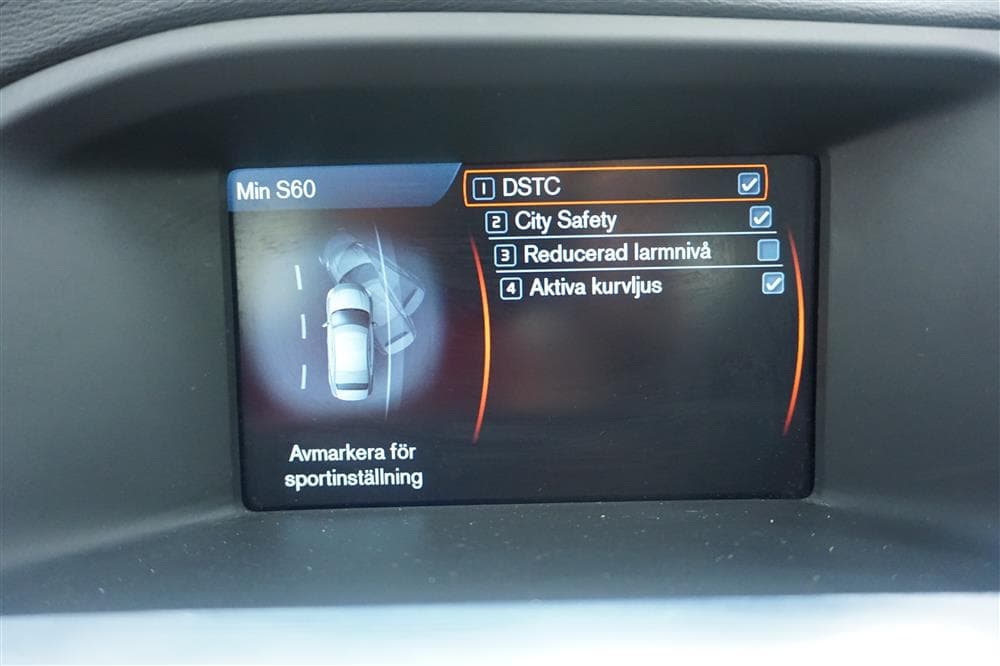 Min S60
1 DSTC
2 City Safety
3 Reducerad larmnivå
4 Aktiva kurvljus
Avmarkera för
sportinställning